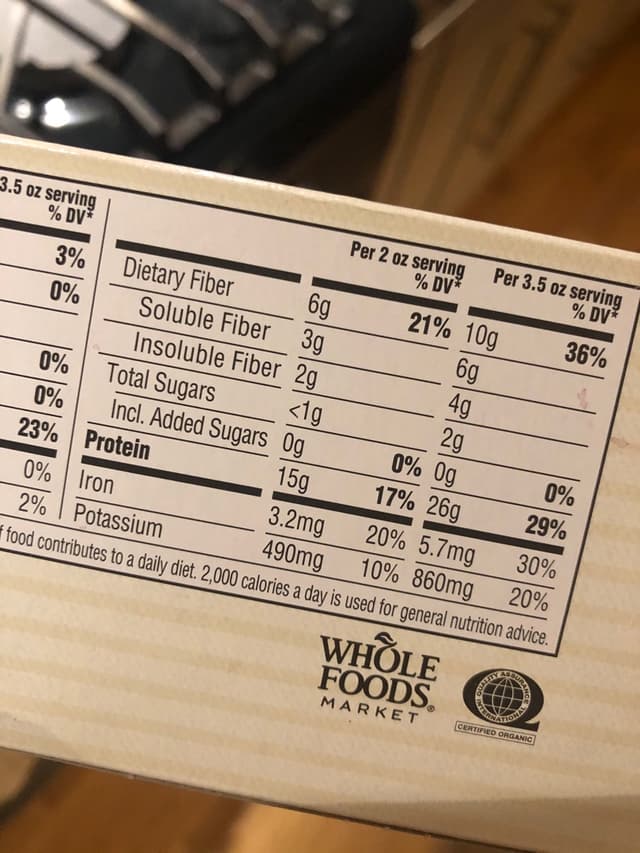 3.5 oz serving
% DV*
3%
0%
0%
0%
23%
0%
2%
Per 2 oz serving
% DV*
Per 3.5 oz serving
% DV*
Dietary Fiber 6g 21% 10g 36%
Soluble Fiber 3g 6g
Insoluble Fiber 2g 4g
Total Sugars <1g 2g
Incl. Added Sugars 0g 0% 0g 0%
Protein 15g 17% 26g 29%
Iron 3.2mg 20% 5.7mg 30%
Potassium 490mg 10% 860mg 20%
f food contributes to a daily diet. 2,000 calories a day is used for general nutrition advice.
WHOLE
FOODS®
MARKET
QUALITY ASSURANCE
INTERNATIONAL
CERTIFIED ORGANIC